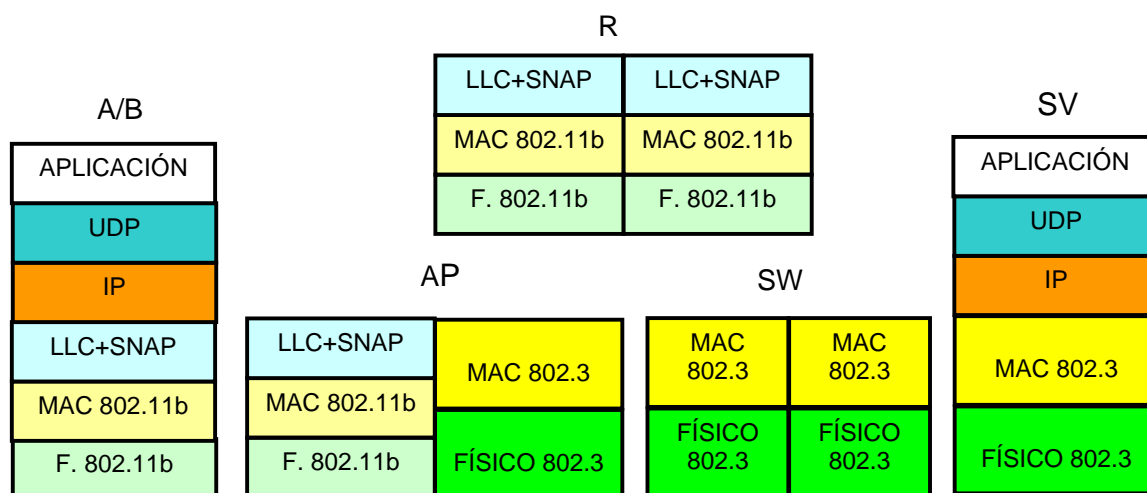 R
LLC+SNAP LLC+SNAP
MAC 802.11b MAC 802.11b
F. 802.11b F. 802.11b
A/B
APLICACIÓN
UDP
IP
LLC+SNAP
MAC 802.11b
F. 802.11b
AP
LLC+SNAP
MAC 802.11b
F. 802.11b
MAC 802.3
FÍSICO 802.3
SW
MAC
802.3
MAC
802.3
FÍSICO
802.3
FÍSICO
802.3
SV
APLICACIÓN
UDP
IP
MAC 802.3
FÍSICO 802.3